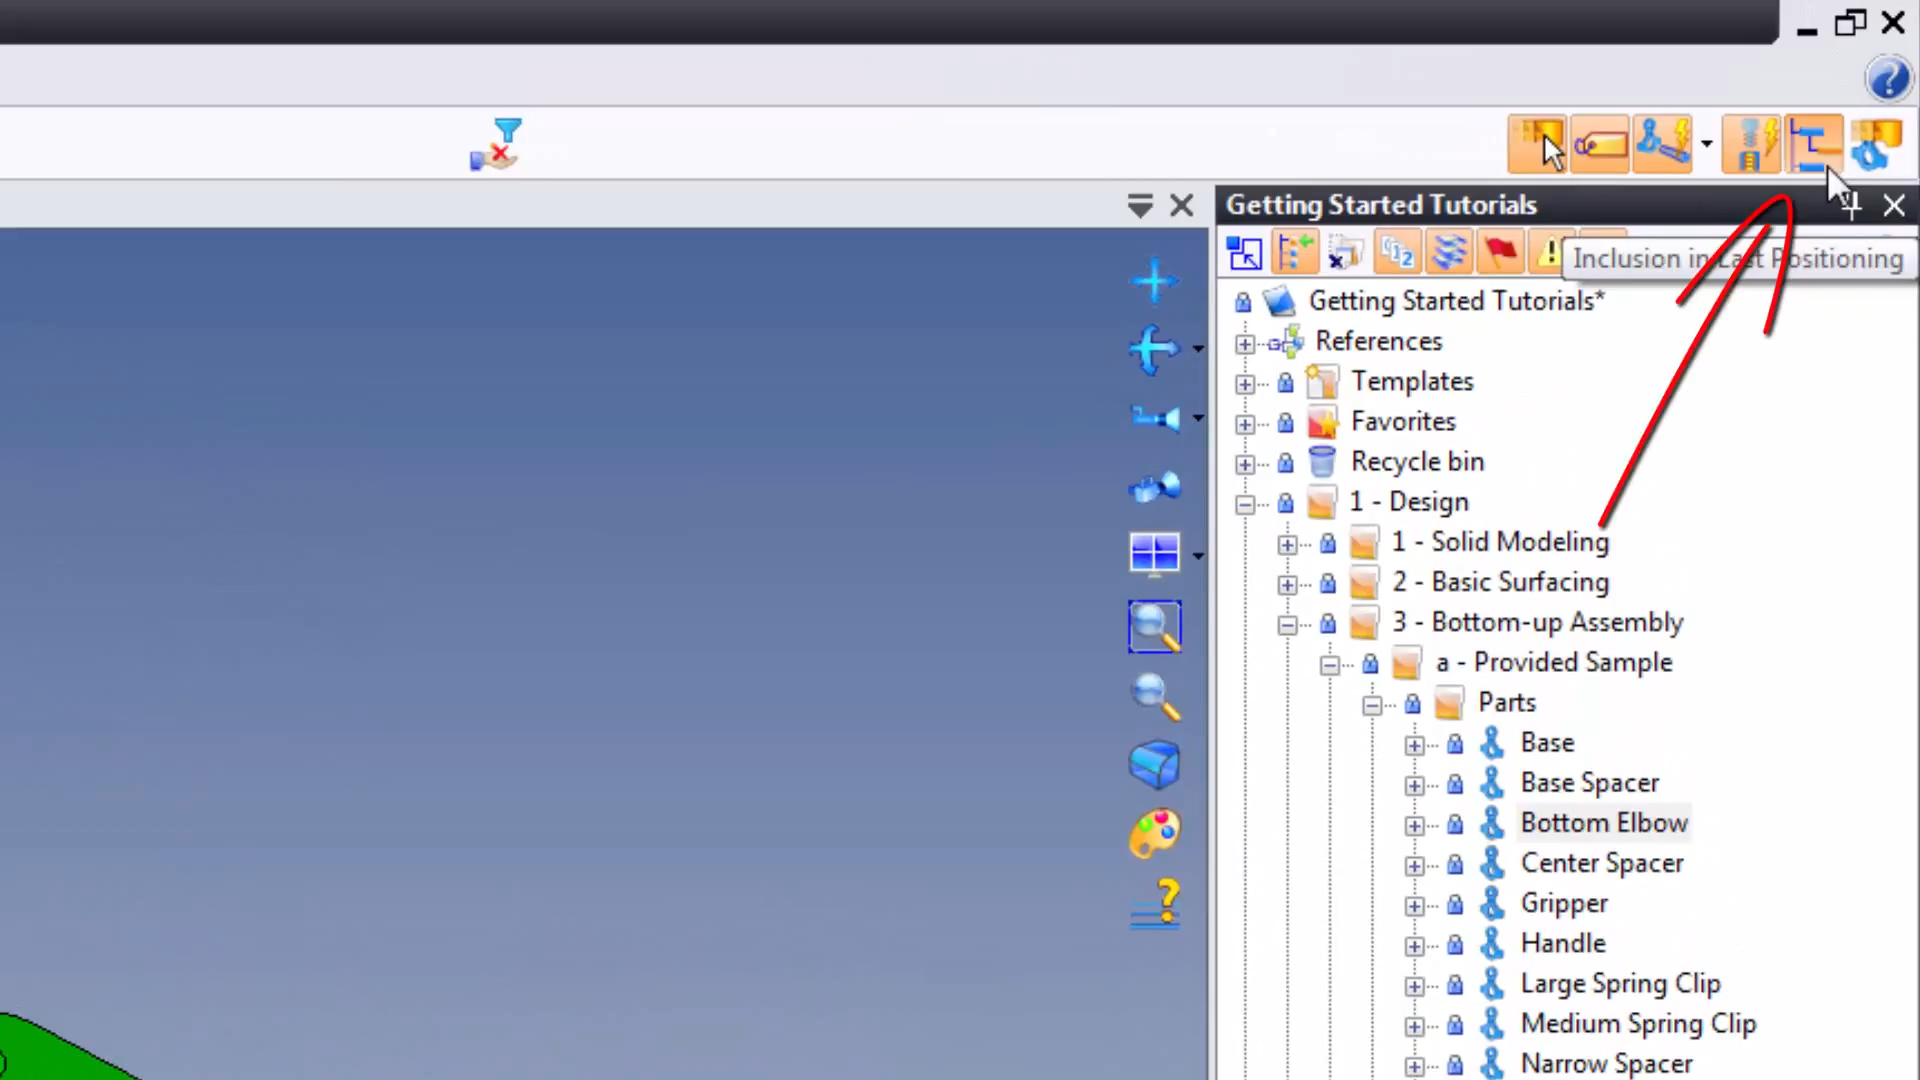 Getting Started Tutorials
Inclusion in Last Positioning
Getting Started Tutorials*
References
Templates
Favorites
Recycle bin
1 - Design
1 - Solid Modeling
2 - Basic Surfacing
3 - Bottom-up Assembly
a - Provided Sample
Parts
Base
Base Spacer
Bottom Elbow
Center Spacer
Gripper
Handle
Large Spring Clip
Medium Spring Clip
Narrow Spacer